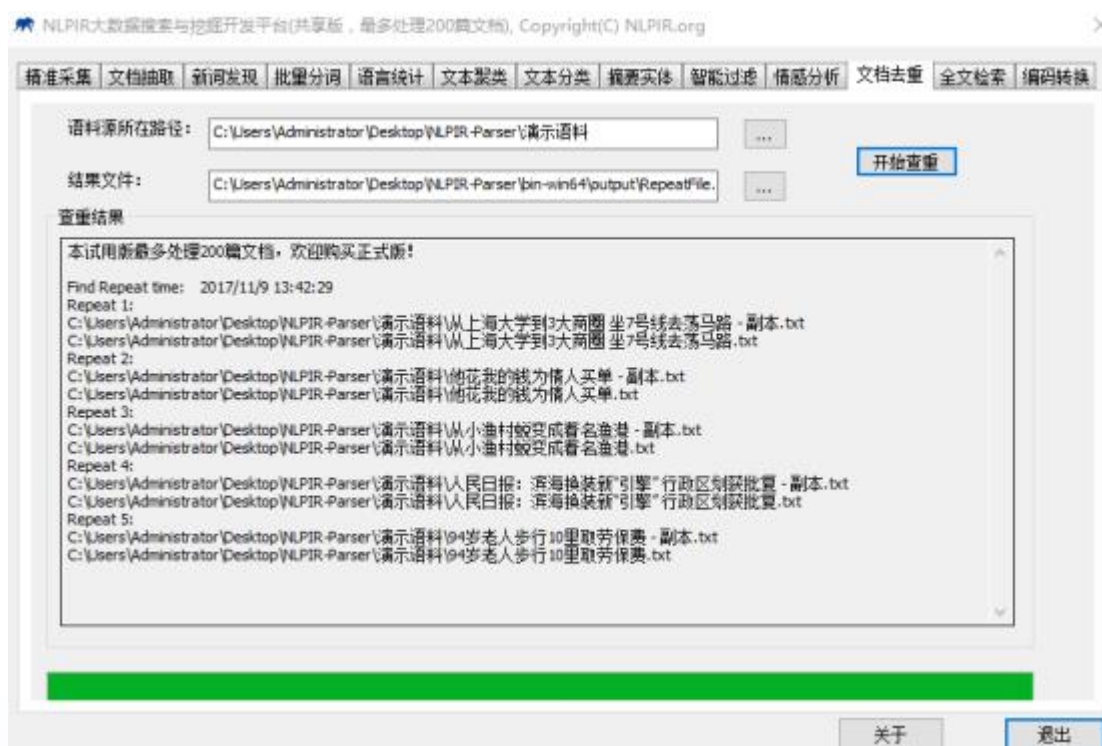 NLPIR大数据搜索与挖掘开发平台(共享版，最多处理200篇文档), Copyright(C) NLPIR.org
精准采集 文档抽取 新词发现 批量分词 语言统计 文本聚类 文本分类 摘要实体 智能过滤 情感分析 文档去重 全文检索 编码转换
语料源所在路径：
C:\Users\Administrator\Desktop\NLPIR-Parser\演示语料
...
开始查重
结果文件：
C:\Users\Administrator\Desktop\NLPIR-Parser\bin-win64\output\RepeatFile.
...
查重结果
本试用版最多处理200篇文档，欢迎购买正式版！
Find Repeat time: 2017/11/9 13:42:29
Repeat 1:
C:\Users\Administrator\Desktop\NLPIR-Parser\演示语料\从上海大学到3大商圈 坐7号线去荡马路 - 副本.txt
C:\Users\Administrator\Desktop\NLPIR-Parser\演示语料\从上海大学到3大商圈 坐7号线去荡马路.txt
Repeat 2:
C:\Users\Administrator\Desktop\NLPIR-Parser\演示语料\他花我的钱为情人买单 - 副本.txt
C:\Users\Administrator\Desktop\NLPIR-Parser\演示语料\他花我的钱为情人买单.txt
Repeat 3:
C:\Users\Administrator\Desktop\NLPIR-Parser\演示语料\从小渔村蜕变成着名渔港 - 副本.txt
C:\Users\Administrator\Desktop\NLPIR-Parser\演示语料\从小渔村蜕变成着名渔港.txt
Repeat 4:
C:\Users\Administrator\Desktop\NLPIR-Parser\演示语料\人民日报：滨海换装新"引擎" 行政区划获批复 - 副本.txt
C:\Users\Administrator\Desktop\NLPIR-Parser\演示语料\人民日报：滨海换装新"引擎" 行政区划获批复.txt
Repeat 5:
C:\Users\Administrator\Desktop\NLPIR-Parser\演示语料\94岁老人步行10里取劳保费 - 副本.txt
C:\Users\Administrator\Desktop\NLPIR-Parser\演示语料\94岁老人步行10里取劳保费.txt
关于 退出